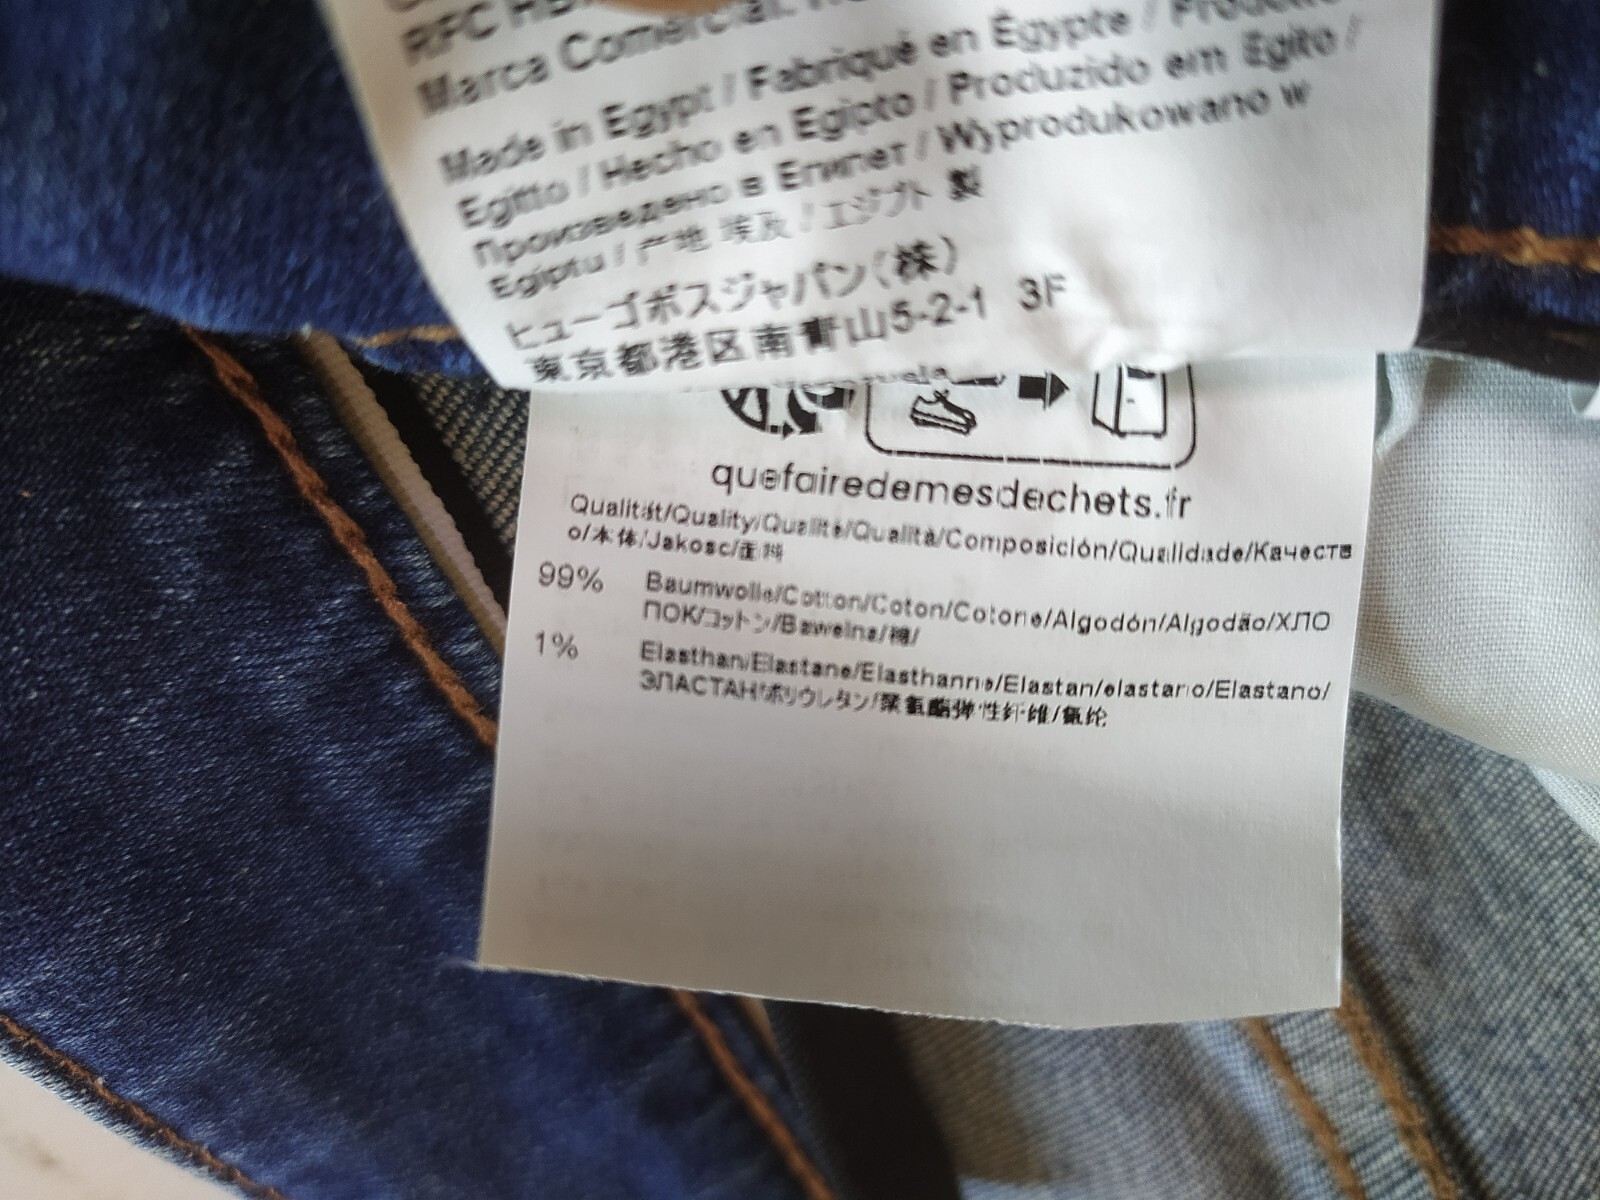 RFC
Marca Comercial:
Made in Egypt / Fabriqué en Égypte /
Egitto / Hecho en Egipto / Produzido em Egito /
Произведено в Египет / Wyprodukowano w
Egiptu / 产地 埃及 / エジプト 製
ヒューゴボスジャパン(株)
東京都港区南青山5-2-1 3F
quefairedemesdechets.fr
Qualität/Quality/Qualité/Qualità/Composición/Qualidade/Качеств
о/本体/Jakosc/面料
99% Baumwolle/Cotton/Coton/Cotone/Algodón/Algodão/ХЛО
ПОК/コットン/Bawelna/棉/
1% Elasthan/Elastane/Elasthanne/Elastan/elastano/Elastano/
ЭЛАСТАН/ポリウレタン/聚氨酯弹性纤维/氨纶